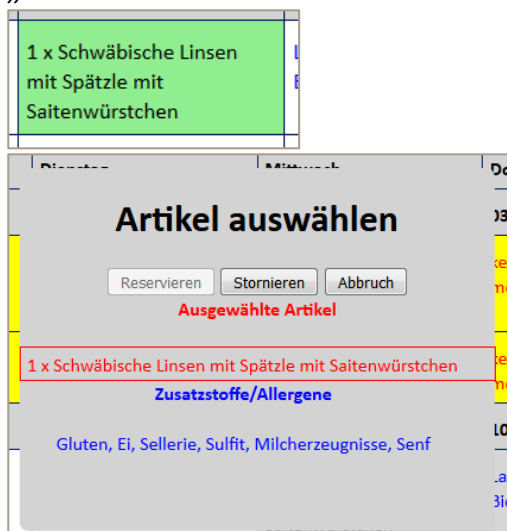 1 x Schwäbische Linsen
mit Spätzle mit
Saitenwürstchen
Dienstag
Mittwoch
Artikel auswählen
Reservieren Stornieren Abbruch
Ausgewählte Artikel
1 x Schwäbische Linsen mit Spätzle mit Saitenwürstchen
Zusatzstoffe/Allergene
Gluten, Ei, Sellerie, Sulfit, Milcherzeugnisse, Senf